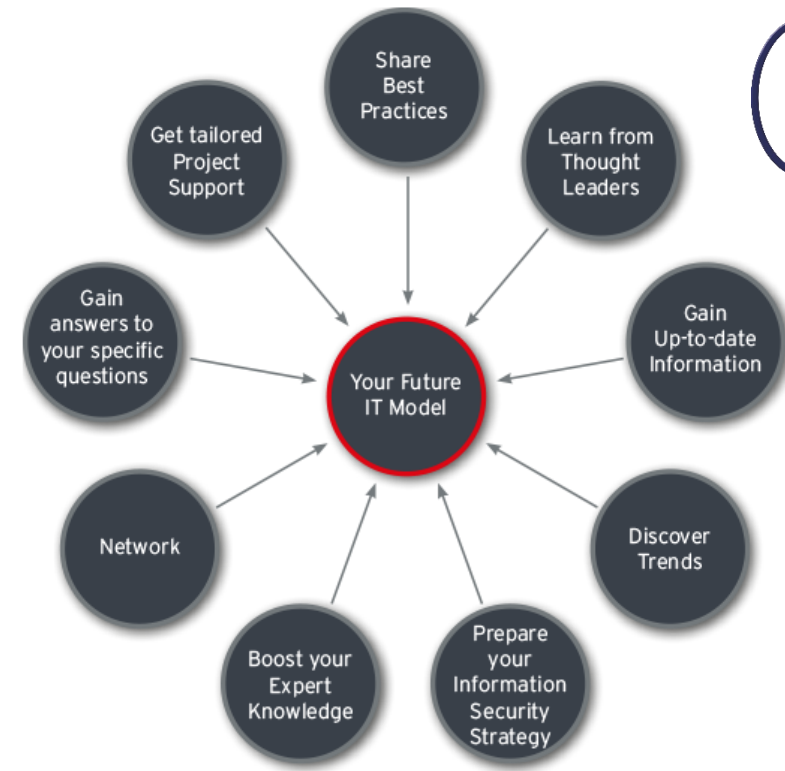 Share
Best
Practices
Learn from
Thought
Leaders
Gain
Up-to-date
Information
Discover
Trends
Prepare
your
Information
Security
Strategy
Boost your
Expert
Knowledge
Network
Gain
answers to
your specific
questions
Get tailored
Project
Support
Your Future
IT Model